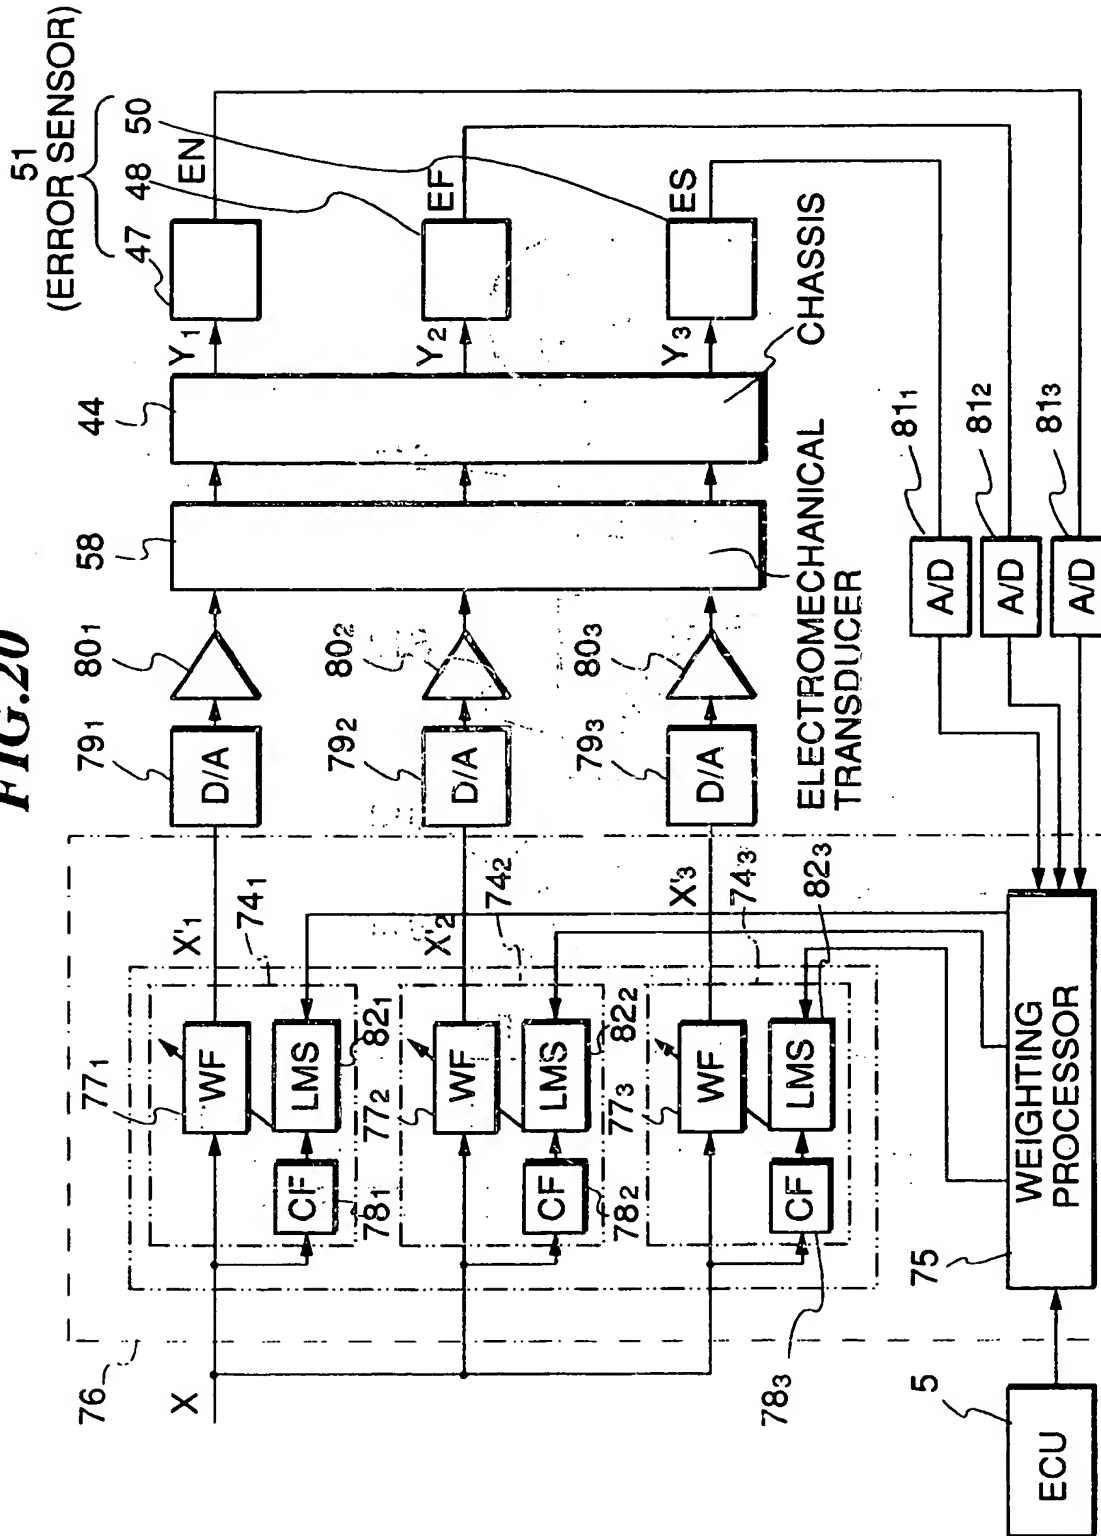 FIG.20
51
(ERROR SENSOR)
47 48 50
EN
EF
ES
Y1
Y2
Y3
44
CHASSIS
58
ELECTROMECHANICAL
TRANSDUCER
801
802
803
791
D/A
792
D/A
793
D/A
811
A/D
812
A/D
813
A/D
X'1
X'2
X'3
741
742
743
771
WF
LMS
821
CF
781
772
WF
LMS
822
CF
782
773
WF
LMS
823
CF
783
76
X
75
WEIGHTING
PROCESSOR
5
ECU